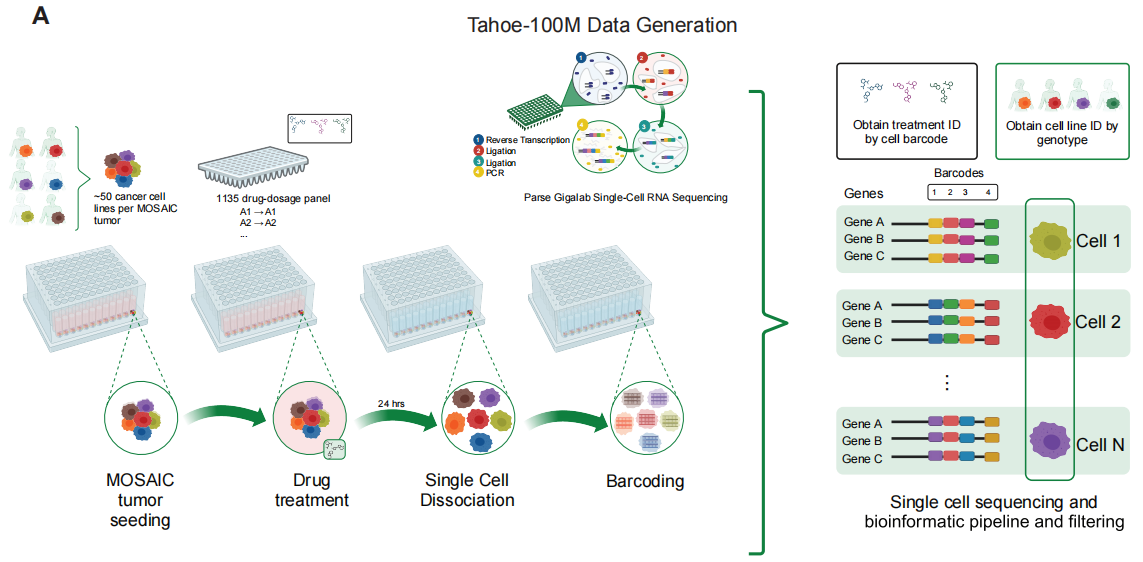 A
Tahoe-100M Data Generation
~50 cancer cell
lines per MOSAIC
tumor
1135 drug-dosage panel
A1 → A1
A2 → A2
...
1
2
3
4
1 Reverse Transcription
2 Ligation
3 Ligation
4 PCR
Parse Gigalab Single-Cell RNA Sequencing
24 hrs
MOSAIC
tumor
seeding
Drug
treatment
Single Cell
Dissociation
Barcoding
Obtain treatment ID
by cell barcode
Obtain cell line ID by
genotype
Barcodes
Genes
1 2 3 4
Gene A
Gene B
Gene C
Cell 1
Gene A
Gene B
Gene C
Cell 2
Gene A
Gene B
Gene C
Cell N
Single cell sequencing and
bioinformatic pipeline and filtering